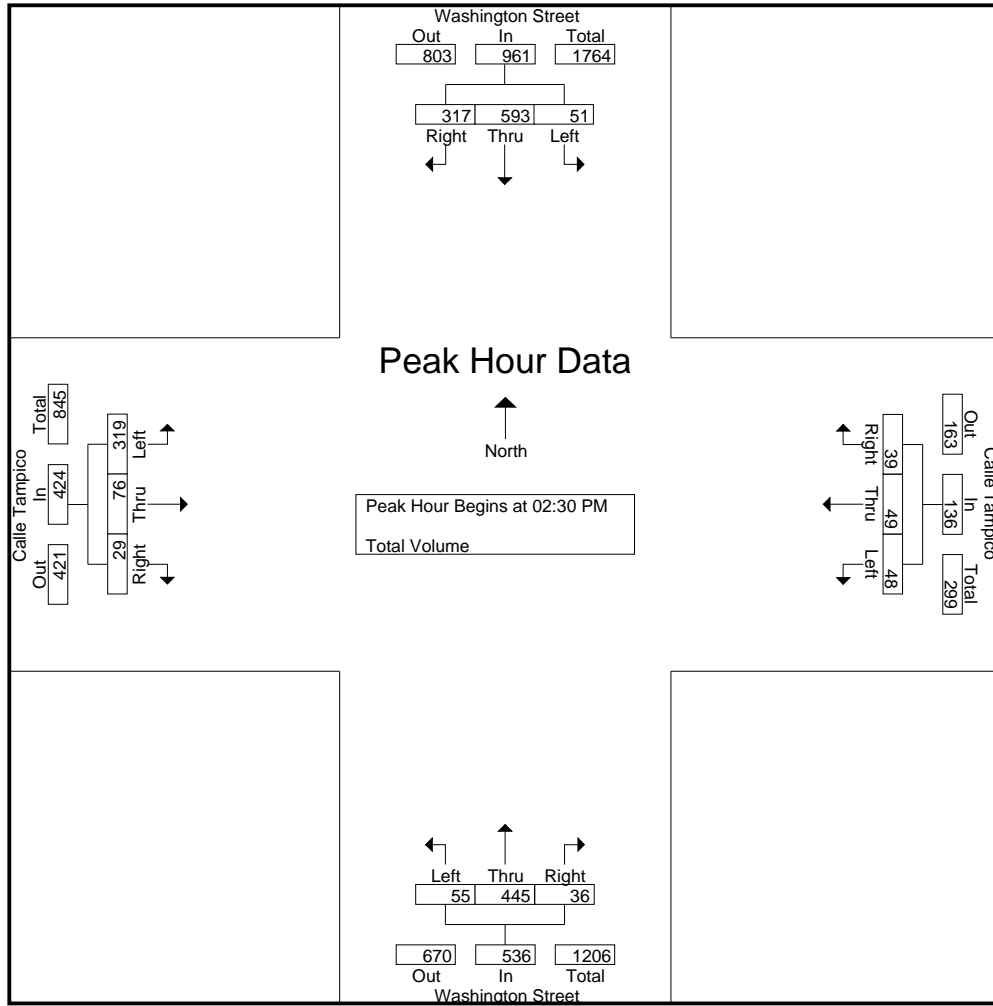 Washington Street
Out In Total
803 961 1764
317 593 51
Right Thru Left
Peak Hour Data
North
Peak Hour Begins at 02:30 PM
Total Volume
Calle Tampico
Total In Out
845 424 421
319 76 29
Left Thru Right
Calle Tampico
Out In Total
163 136 299
39 49 48
Right Thru Left
Left Thru Right
55 445 36
670 536 1206
Out In Total
Washington Street